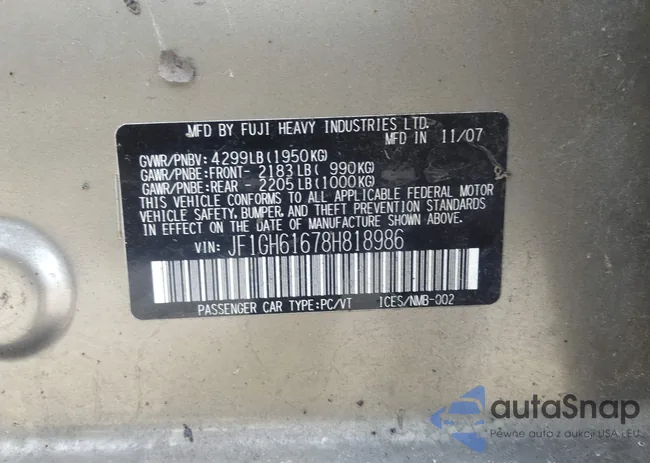 MFD BY FUJI HEAVY INDUSTRIES LTD.
MFD IN 11/07
GVWR/PNBV: 4299LB(1950KG)
GAWR/PNBE:FRONT- 2183LB( 990KG)
GAWR/PNBE:REAR - 2205LB(1000KG)
THIS VEHICLE CONFORMS TO ALL APPLICABLE FEDERAL MOTOR
VEHICLE SAFETY, BUMPER, AND THEFT PREVENTION STANDARDS
IN EFFECT ON THE DATE OF MANUFACTURE SHOWN ABOVE.
VIN: JF1GH61678H818986
PASSENGER CAR TYPE:PC/VT ICES/NMB-002
autaSnap
Pewne auto z aukcji USA i EU